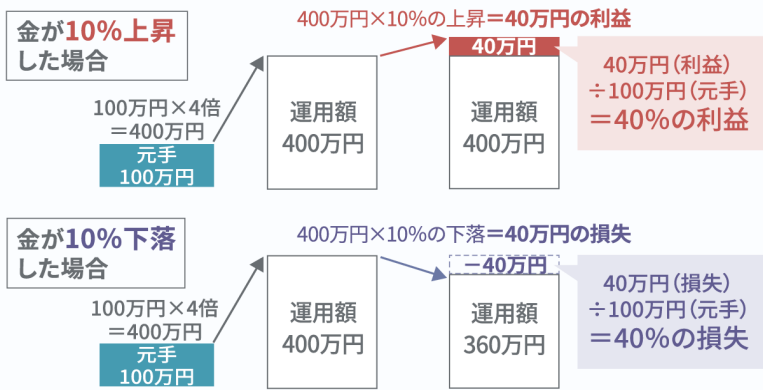 金が10%上昇
した場合
100万円×4倍
＝400万円
元手
100万円
運用額
400万円
400万円×10%の上昇＝40万円の利益
40万円
運用額
400万円
40万円（利益）
÷100万円（元手）
＝40%の利益
金が10%下落
した場合
100万円×4倍
＝400万円
元手
100万円
運用額
400万円
400万円×10%の下落＝40万円の損失
－40万円
運用額
360万円
40万円（損失）
÷100万円（元手）
＝40%の損失